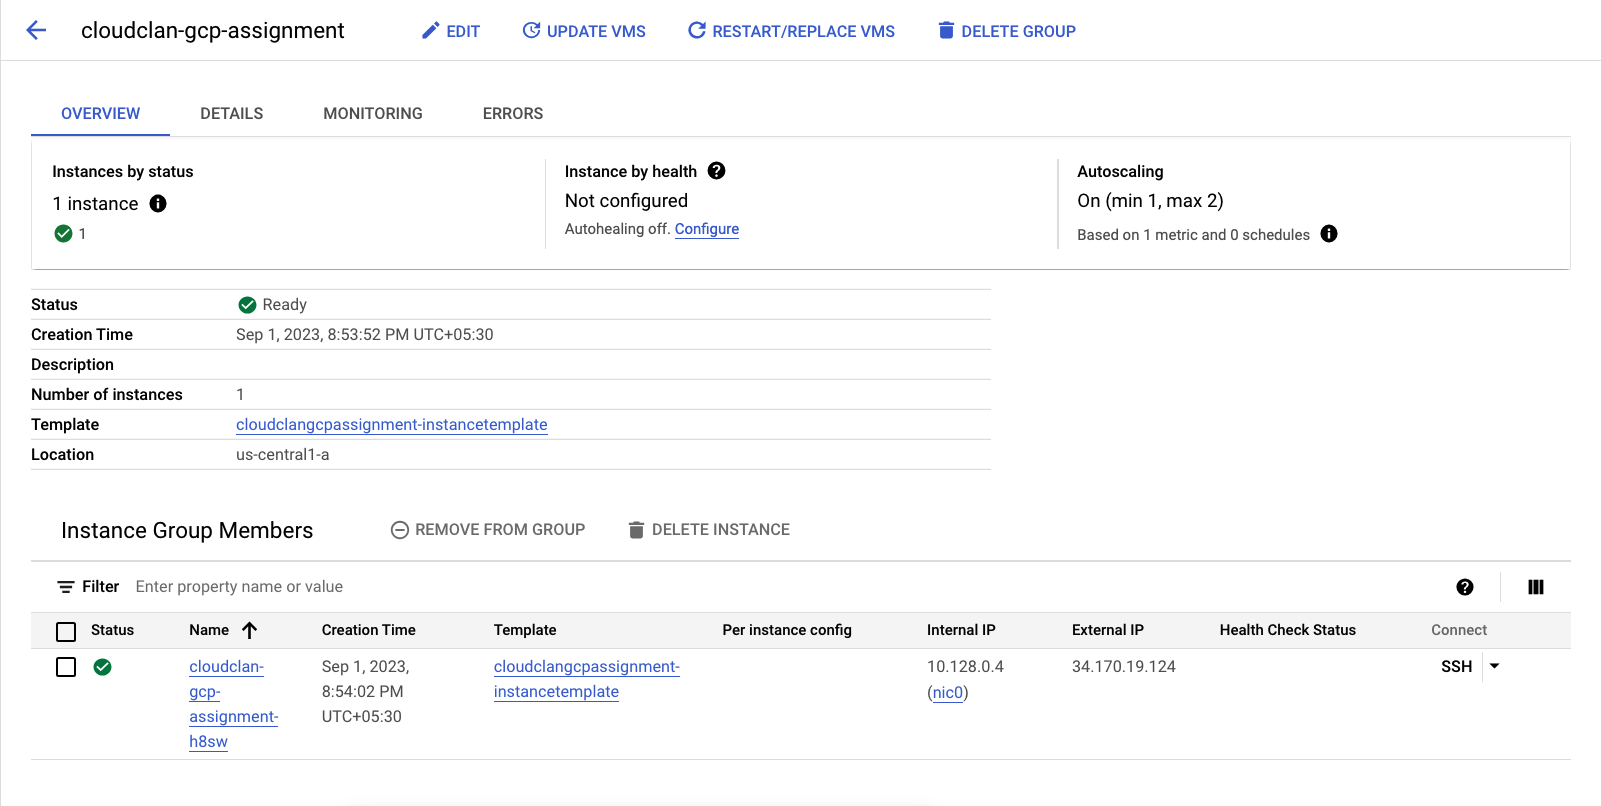 cloudclan-gcp-assignment EDIT UPDATE VMS RESTART/REPLACE VMS DELETE GROUP
OVERVIEW DETAILS MONITORING ERRORS
Instances by status
1 instance
1
Instance by health
Not configured
Autohealing off. Configure
Autoscaling
On (min 1, max 2)
Based on 1 metric and 0 schedules
Status Ready
Creation Time Sep 1, 2023, 8:53:52 PM UTC+05:30
Description
Number of instances 1
Template cloudclangcpassignment-instancetemplate
Location us-central1-a
Instance Group Members REMOVE FROM GROUP DELETE INSTANCE
Filter Enter property name or value
Status Name Creation Time Template Per instance config Internal IP External IP Health Check Status Connect
cloudclan- Sep 1, 2023, cloudclangcpassignment- 10.128.0.4 34.170.19.124 SSH
gcp- 8:54:02 PM instancetemplate (nic0)
assignment- UTC+05:30
h8sw